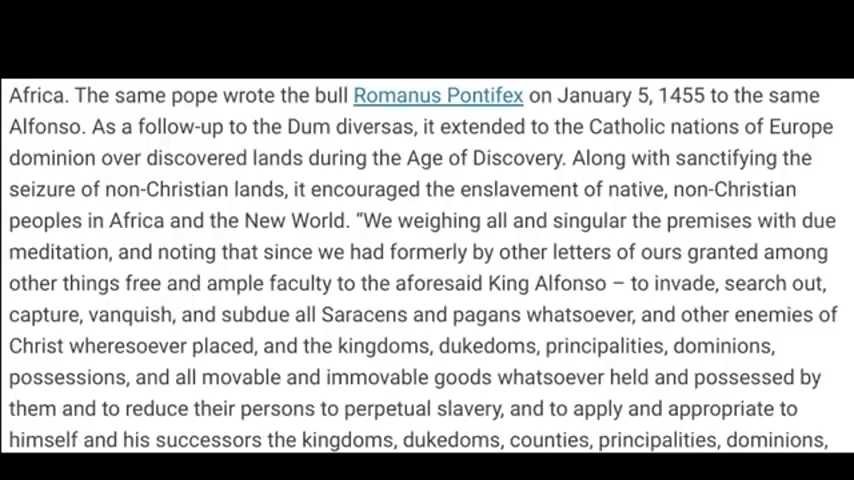 Africa. The same pope wrote the bull Romanus Pontifex on January 5, 1455 to the same
Alfonso. As a follow-up to the Dum diversas, it extended to the Catholic nations of Europe
dominion over discovered lands during the Age of Discovery. Along with sanctifying the
seizure of non-Christian lands, it encouraged the enslavement of native, non-Christian
peoples in Africa and the New World. “We weighing all and singular the premises with due
meditation, and noting that since we had formerly by other letters of ours granted among
other things free and ample faculty to the aforesaid King Alfonso – to invade, search out,
capture, vanquish, and subdue all Saracens and pagans whatsoever, and other enemies of
Christ wheresoever placed, and the kingdoms, dukedoms, principalities, dominions,
possessions, and all movable and immovable goods whatsoever held and possessed by
them and to reduce their persons to perpetual slavery, and to apply and appropriate to
himself and his successors the kingdoms, dukedoms, counties, principalities, dominions,